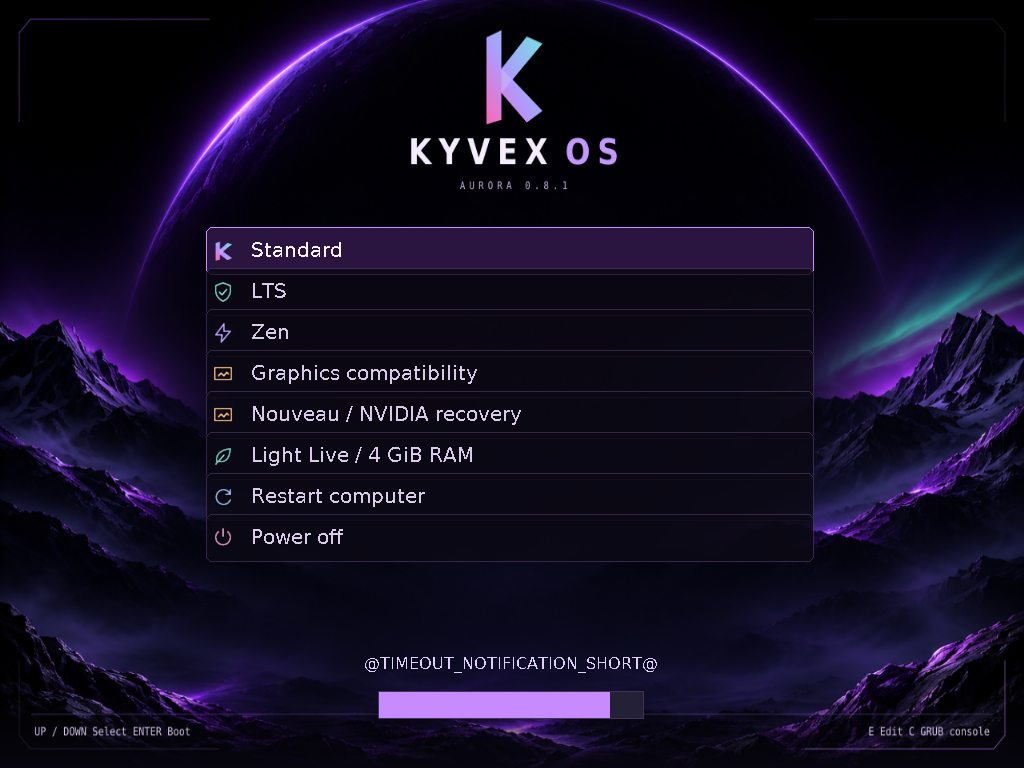 KYVEX OS
AURORA 0.8.1
Standard
LTS
Zen
Graphics compatibility
Nouveau / NVIDIA recovery
Light Live / 4 GiB RAM
Restart computer
Power off
@TIMEOUT_NOTIFICATION_SHORT@
UP / DOWN Select ENTER Boot
E Edit C GRUB console